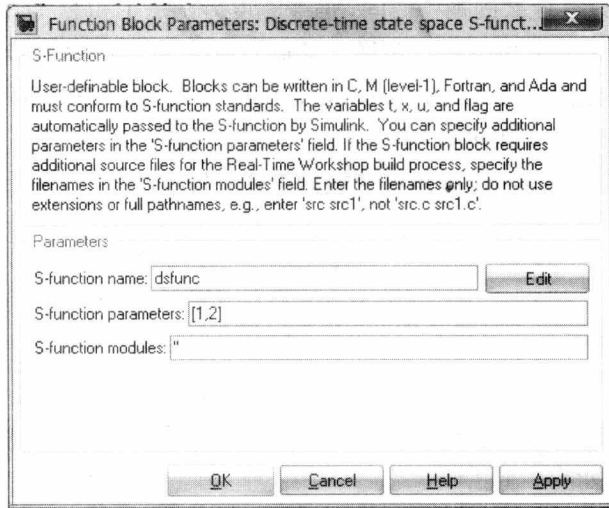 Function Block Parameters: Discrete-time state space S-funct...
S-Function
User-definable block. Blocks can be written in C, M (level-1), Fortran, and Ada and
must conform to S-function standards. The variables t, x, u, and flag are
automatically passed to the S-function by Simulink. You can specify additional
parameters in the 'S-function parameters' field. If the S-function block requires
additional source files for the Real-Time Workshop build process, specify the
filenames in the 'S-function modules' field. Enter the filenames only; do not use
extensions or full pathnames, e.g., enter 'src src1', not 'src.c src1.c'.
Parameters
S-function name: dsfunc Edit
S-function parameters: [1,2]
S-function modules: ''
OK Cancel Help Apply